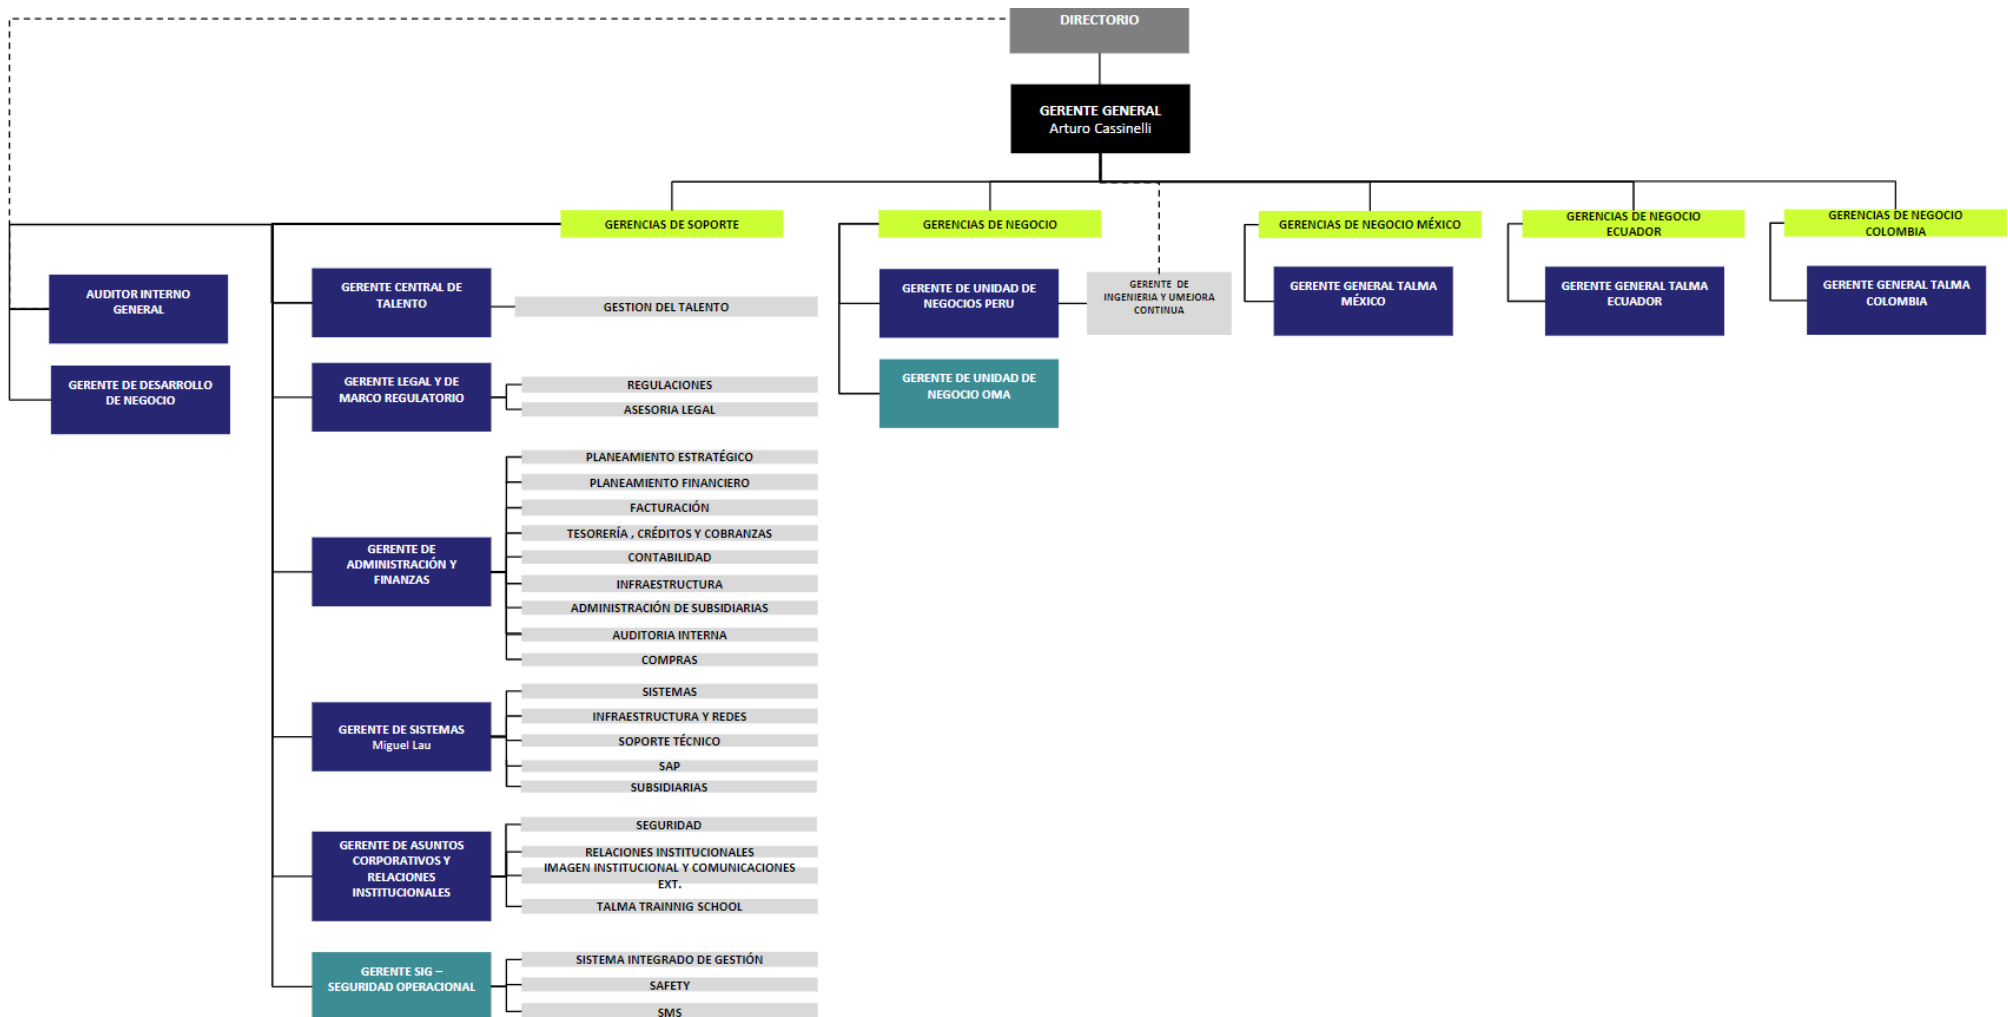 DIRECTORIO
GERENTE GENERAL
Arturo Cassinelli
GERENCIAS DE SOPORTE
GERENCIAS DE NEGOCIO
GERENCIAS DE NEGOCIO MÉXICO
GERENCIAS DE NEGOCIO
ECUADOR
GERENCIAS DE NEGOCIO
COLOMBIA
AUDITOR INTERNO
GENERAL
GERENTE DE DESARROLLO
DE NEGOCIO
GERENTE CENTRAL DE
TALENTO
GESTION DEL TALENTO
GERENTE LEGAL Y DE
MARCO REGULATORIO
REGULACIONES
ASESORIA LEGAL
GERENTE DE
ADMINISTRACIÓN Y
FINANZAS
PLANEAMIENTO ESTRATÉGICO
PLANEAMIENTO FINANCIERO
FACTURACIÓN
TESORERÍA , CRÉDITOS Y COBRANZAS
CONTABILIDAD
INFRAESTRUCTURA
ADMINISTRACIÓN DE SUBSIDIARIAS
AUDITORIA INTERNA
COMPRAS
GERENTE DE SISTEMAS
Miguel Lau
SISTEMAS
INFRAESTRUCTURA Y REDES
SOPORTE TÉCNICO
SAP
SUBSIDIARIAS
GERENTE DE ASUNTOS
CORPORATIVOS Y
RELACIONES
INSTITUCIONALES
SEGURIDAD
RELACIONES INSTITUCIONALES
IMAGEN INSTITUCIONAL Y COMUNICACIONES
EXT.
TALMA TRAINNIG SCHOOL
GERENTE SIG –
SEGURIDAD OPERACIONAL
SISTEMA INTEGRADO DE GESTIÓN
SAFETY
SMS
GERENTE DE UNIDAD DE
NEGOCIOS PERU
GERENTE DE
INGENIERIA Y UMEJORA
CONTINUA
GERENTE DE UNIDAD DE
NEGOCIO OMA
GERENTE GENERAL TALMA
MÉXICO
GERENTE GENERAL TALMA
ECUADOR
GERENTE GENERAL TALMA
COLOMBIA